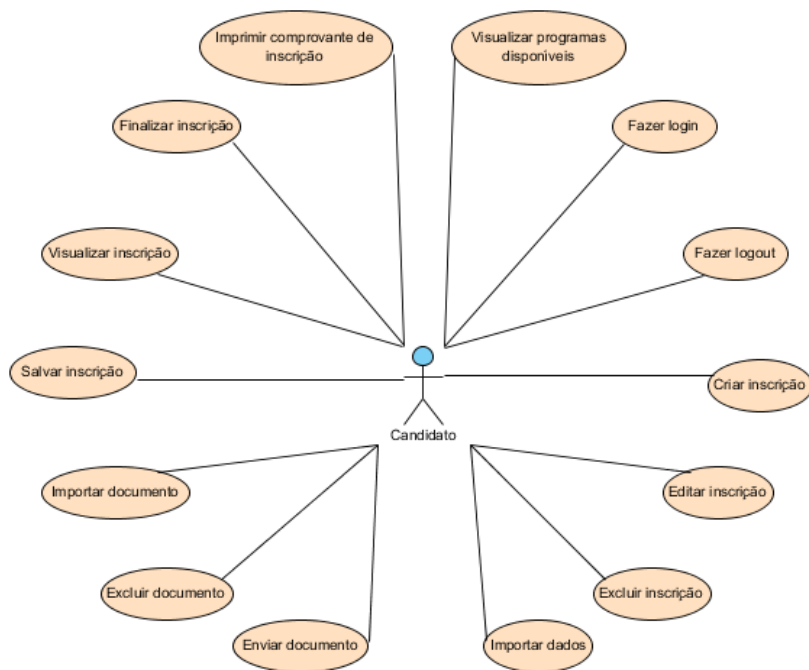 Imprimir comprovante de
inscrição
Visualizar programas
disponiveis
Finalizar inscrição
Fazer login
Visualizar inscrição
Fazer logout
Salvar inscrição
Criar inscrição
Candidato
Importar documento
Editar inscrição
Excluir documento
Excluir inscrição
Enviar documento
Importar dados